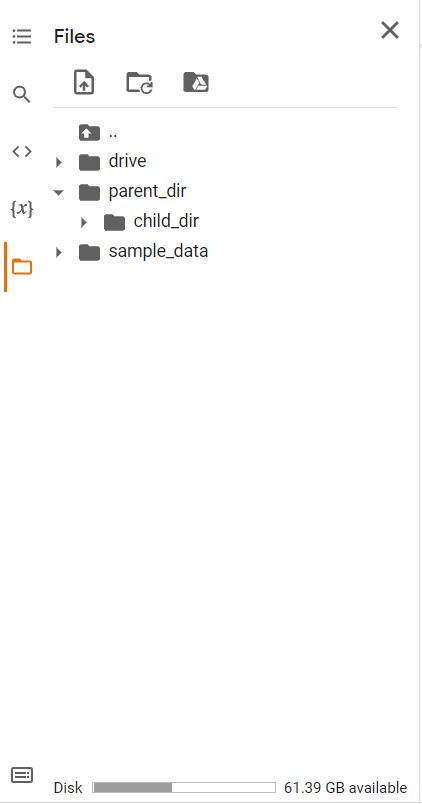 Files
..
drive
parent_dir
child_dir
sample_data
{x}
Disk 61.39 GB available